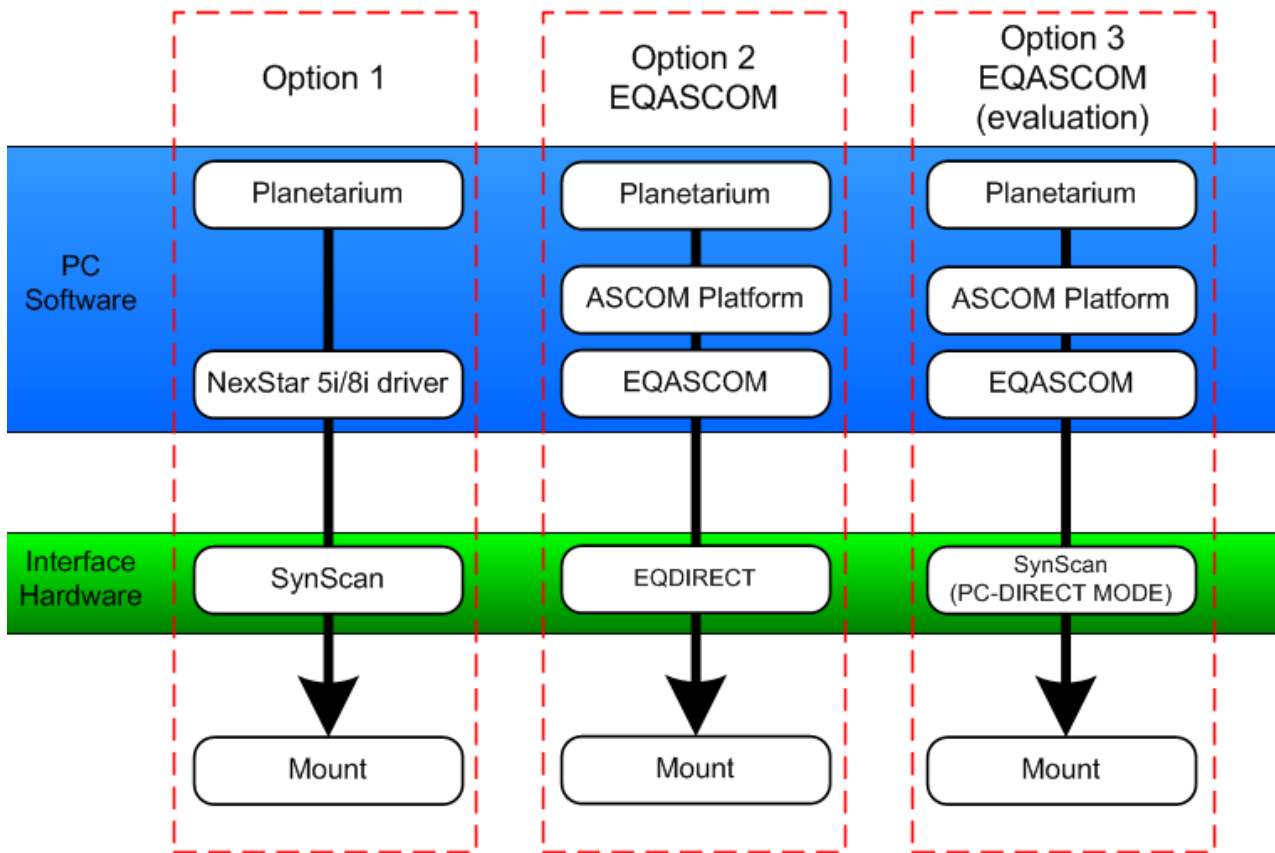 Option 1
Option 2
EQASCOM
Option 3
EQASCOM
(evaluation)
PC
Software
Planetarium
Planetarium
Planetarium
ASCOM Platform
ASCOM Platform
NexStar 5i/8i driver
EQASCOM
EQASCOM
Interface
Hardware
SynScan
EQDIRECT
SynScan
(PC-DIRECT MODE)
Mount
Mount
Mount